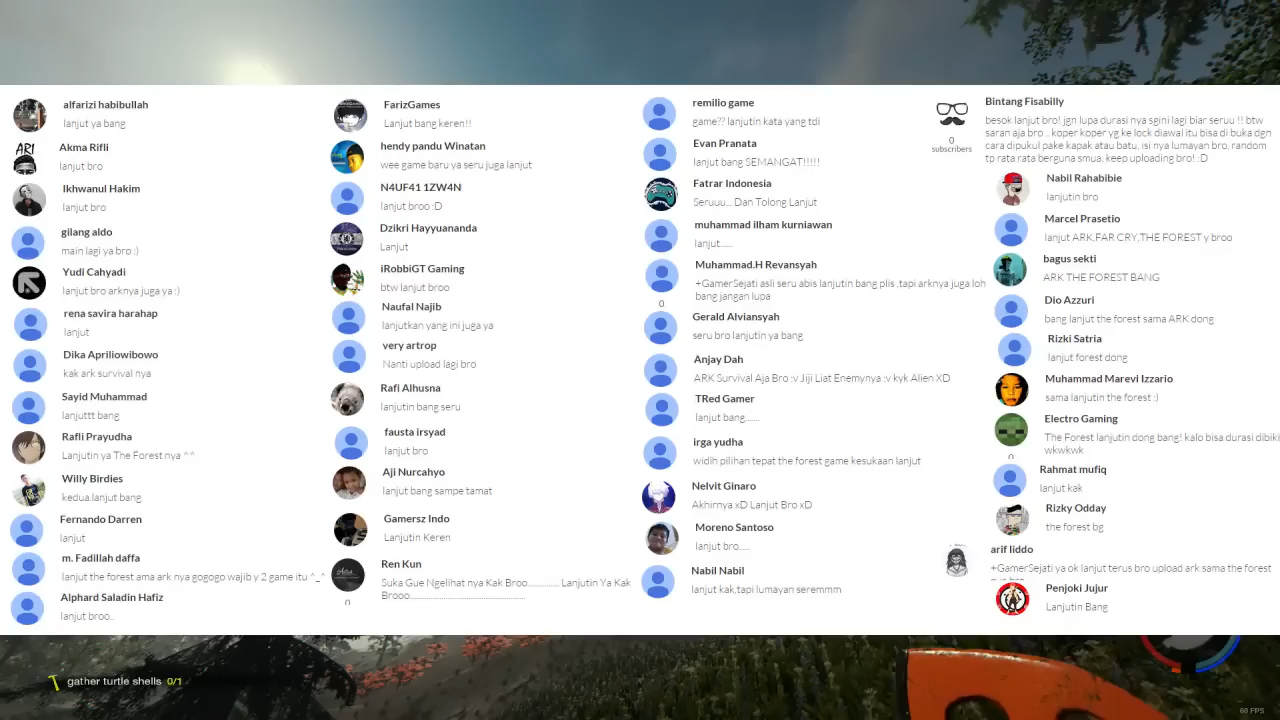 alfarizi habibullah
lanjut ya bang
Akma Rifli
lanjut bro
Ikhwanul Hakim
lanjut bro
gilang aldo
main lagi ya bro :)
Yudi Cahyadi
lanjut bro arknya juga ya :)
rena savira harahap
lanjut
Dika Apriliowibowo
kak ark survival nya
Sayid Muhammad
lanjuttt bang
Rafli Prayudha
Lanjutin ya The Forest nya ^^
Willy Birdies
kedua.lanjut bang
Fernando Darren
lanjut
m. Fadillah daffa
lanjut the forest ama ark nya gogogo wajib y 2 game itu ^_^
Alphard Saladin Hafiz
lanjut broo..
FarizGames
Lanjut bang keren!!
hendy pandu Winatan
wee game baru ya seru juga lanjut
N4UF41 1ZW4N
lanjut broo :D
Dzikri Hayyuananda
Lanjut
iRobbiGT Gaming
btw lanjut broo
Naufal Najib
lanjutkan yang ini juga ya
very artrop
Nanti upload lagi bro
Rafi Alhusna
lanjutin bang seru
fausta irsyad
lanjut bro
Aji Nurcahyo
lanjut bang sampe tamat
Gamersz Indo
Lanjutin Keren
Ren Kun
Suka Gue Ngelihat nya Kak Broo............. Lanjutin Ya Kak
Brooo.................................................
0
remilio game
game?? lanjutin kata yang tdi
Evan Pranata
lanjut bang SEMANGAT!!!!!
Fatrar Indonesia
Seruuu... Dan Tolong Lanjut
muhammad ilham kurniawan
lanjut......
Muhammad.H Revansyah
+GamerSejati asli seru abis lanjutin bang plis ,tapi arknya juga loh
bang jangan lupa
0
Gerald Alviansyah
seru bro lanjutin ya bang
Anjay Dah
ARK Survival Aja Bro :v Jiji Liat Enemynya :v kyk Alien XD
TRed Gamer
lanjut bang.......
irga yudha
widih pilihan tepat the forest game kesukaan lanjut
Nelvit Ginaro
Akhirnya xD Lanjut Bro xD
Moreno Santoso
lanjut bro.....
Nabil Nabil
lanjut kak,tapi lumayan seremmm
Bintang Fisabilly
besok lanjut bro! jgn lupa durasi nya sgini lagi biar seruu !! btw
saran aja bro .. koper koper yg ke lock diawal itu bisa di buka dgn
cara dipukul pake kapak atau batu, isi nya lumayan bro, random
tp rata rata berguna smua, keep uploading bro! :D
0
subscribers
Nabil Rahabibie
lanjutin bro
Marcel Prasetio
lanjut ARK,FAR CRY,THE FOREST y broo
bagus sekti
ARK THE FOREST BANG
Dio Azzuri
bang lanjut the forest sama ARK dong
Rizki Satria
lanjut forest dong
Muhammad Marevi Izzario
sama lanjutin the forest :)
Electro Gaming
The Forest lanjutin dong bang! kalo bisa durasi dibiki
wkwkwk
0
Rahmat mufiq
lanjut kak
Rizky Odday
the forest bg
arif liddo
+GamerSejati ya ok lanjut terus bro upload ark sama the forest
Penjoki Jujur
Lanjutin Bang
gather turtle shells 0/1
60 FPS